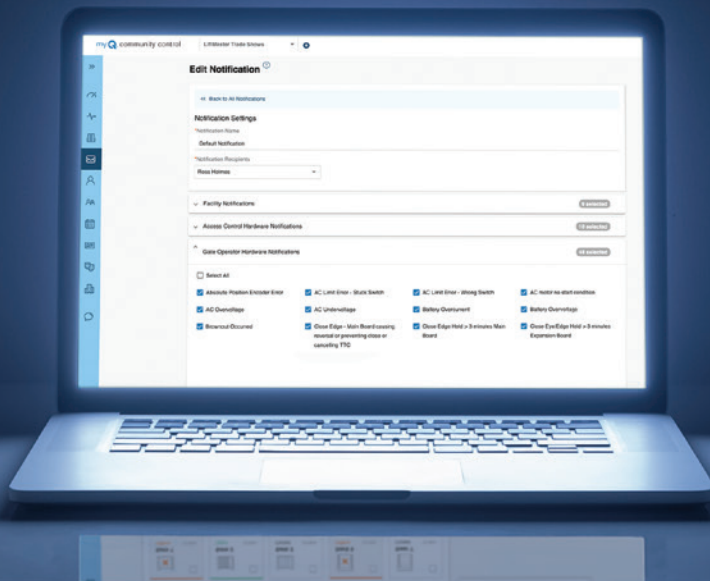 myQ community control
LiftMaster Trade Shows
Edit Notification
Back to All Notifications
Notification Settings
*Notification Name
Default Notification
*Notification Recipients
Ross Holmes
Facility Notifications
selected
Access Control Hardware Notifications
selected
Gate Operator Hardware Notifications
selected
Select All
Absolute Position Encoder Error
AC Limit Error - Stuck Switch
AC Limit Error - Wrong Switch
AC motor no start condition
AC Overvoltage
AC Undervoltage
Battery Overcurrent
Battery Overvoltage
Brownout Occurred
Close Edge - Main Board causing
reversal or preventing close or
cancelling TTC
Close Edge Hold > 3 minutes Main
Board
Close Eye/Edge Hold > 3 minutes
Expansion Board